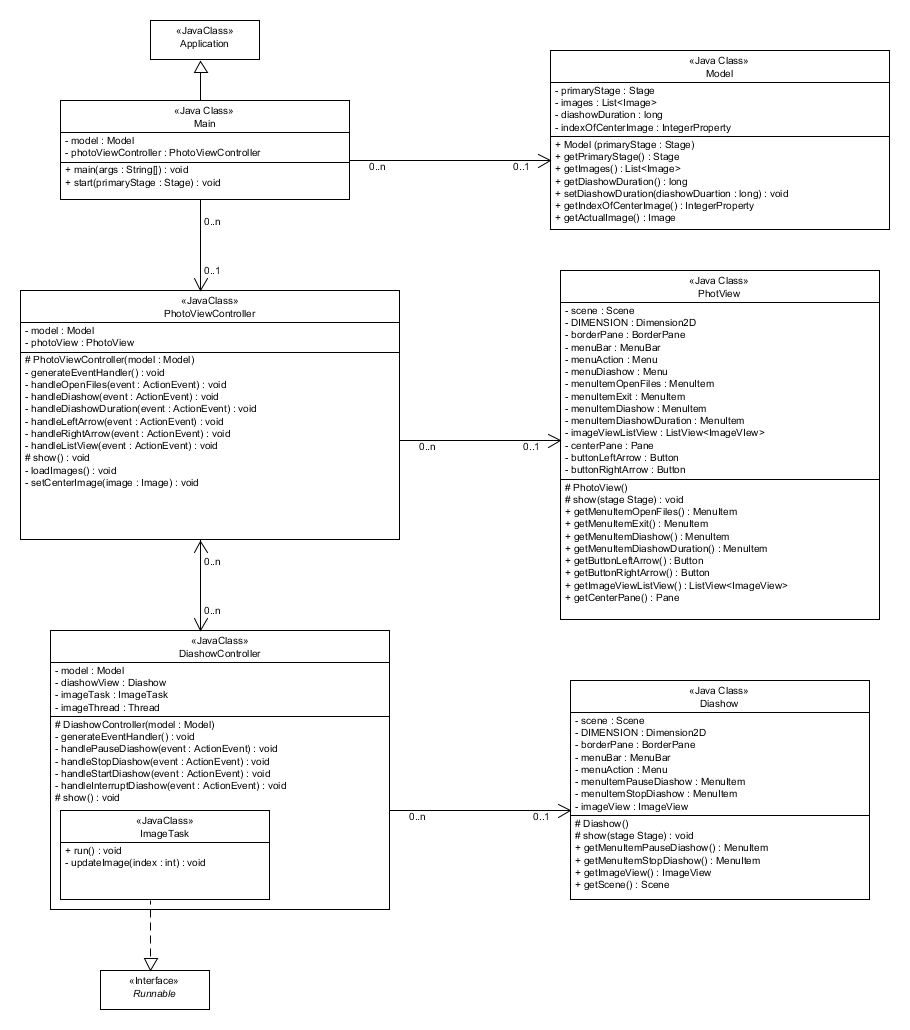 «JavaClass»
Application
«Java Class»
Main
- model : Model
- photoViewController : PhotoViewController
+ main(args : String[]) : void
+ start(primaryStage : Stage) : void
0..n
0..1
«Java Class»
Model
- primaryStage : Stage
- images : List<Image>
- diashowDuration : long
- indexOfCenterImage : IntegerProperty
+ Model (primaryStage : Stage)
+ getPrimaryStage() : Stage
+ getImages() : List<Image>
+ getDiashowDuration() : long
+ setDiashowDuration(diashowDuartion : long) : void
+ getIndexOfCenterImage() : IntegerProperty
+ getActualImage() : Image
0..n
0..1
«JavaClass»
PhotoViewController
- model : Model
- photoView : PhotoView
# PhotoViewController(model : Model)
- generateEventHandler() : void
- handleOpenFiles(event : ActionEvent) : void
- handleDiashow(event : ActionEvent) : void
- handleDiashowDuration(event : ActionEvent) : void
- handleLeftArrow(event : ActionEvent) : void
- handleRightArrow(event : ActionEvent) : void
- handleListView(event : ActionEvent) : void
# show() : void
- loadImages() : void
- setCenterImage(image : Image) : void
0..n
0..1
«Java Class»
PhotView
- scene : Scene
- DIMENSION : Dimension2D
- borderPane : BorderPane
- menuBar : MenuBar
- menuAction : Menu
- menuDiashow : Menu
- menuItemOpenFiles : MenuItem
- menuItemExit : MenuItem
- menuItemDiashow : MenuItem
- menuItemDiashowDuration : MenuItem
- imageViewListView : ListView<ImageVIew>
- centerPane : Pane
- buttonLeftArrow : Button
- buttonRightArrow : Button
# PhotoView()
# show(stage Stage) : void
+ getMenuItemOpenFiles() : MenuItem
+ getMenuItemExit() : MenuItem
+ getMenuItemDiashow() : MenuItem
+ getMenuItemDiashowDuration() : MenuItem
+ getButtonLeftArrow() : Button
+ getButtonRightArrow() : Button
+ getImageViewListView() : ListView<ImageView>
+ getCenterPane() : Pane
0..n
0..n
«JavaClass»
DiashowController
- model : Model
- diashowView : Diashow
- imageTask : ImageTask
- imageThread : Thread
# DiashowController(model : Model)
- generateEventHandler() : void
- handlePauseDiashow(event : ActionEvent) : void
- handleStopDiashow(event : ActionEvent) : void
- handleStartDiashow(event : ActionEvent) : void
- handleInterruptDiashow(event : ActionEvent) : void
# show() : void
«JavaClass»
ImageTask
+ run() : void
- updateImage(index : int) : void
0..n
0..1
«Java Class»
Diashow
- scene : Scene
- DIMENSION : Dimension2D
- borderPane : BorderPane
- menuBar : MenuBar
- menuAction : Menu
- menuItemPauseDiashow : MenuItem
- menuItemStopDiashow : MenuItem
- imageView : ImageView
# Diashow()
# show(stage Stage) : void
+ getMenuItemPauseDiashow() : MenuItem
+ getMenuItemStopDiashow() : MenuItem
+ getImageView() : ImageView
+ getScene() : Scene
«Interface»
Runnable